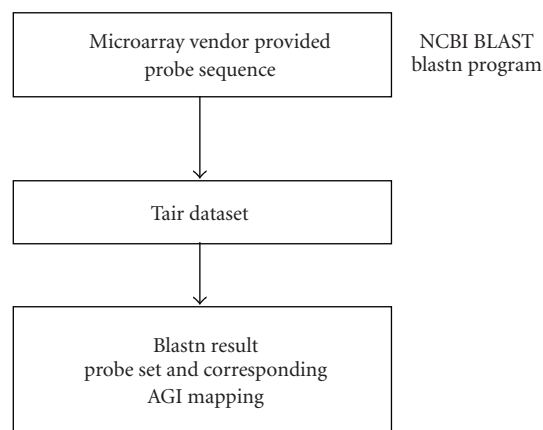 Microarray vendor provided
probe sequence
NCBI BLAST
blastn program
Tair dataset
Blastn result
probe set and corresponding
AGI mapping